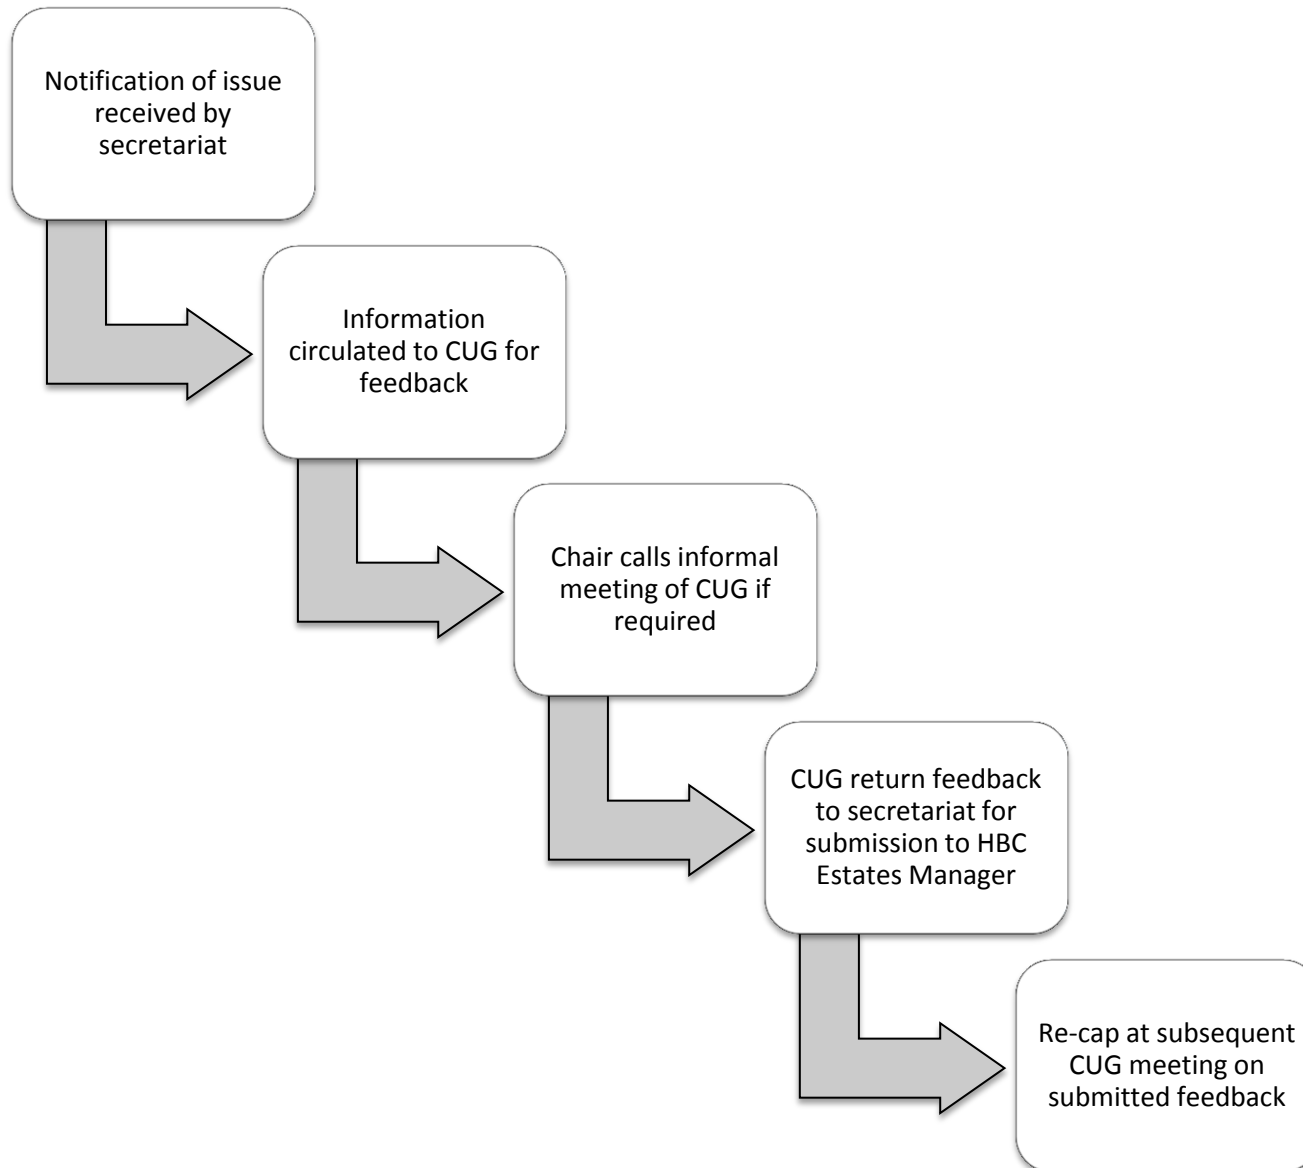 Notification of issue
received by
secretariat
Information
circulated to CUG for
feedback
Chair calls informal
meeting of CUG if
required
CUG return feedback
to secretariat for
submission to HBC
Estates Manager
Re-cap at subsequent
CUG meeting on
submitted feedback